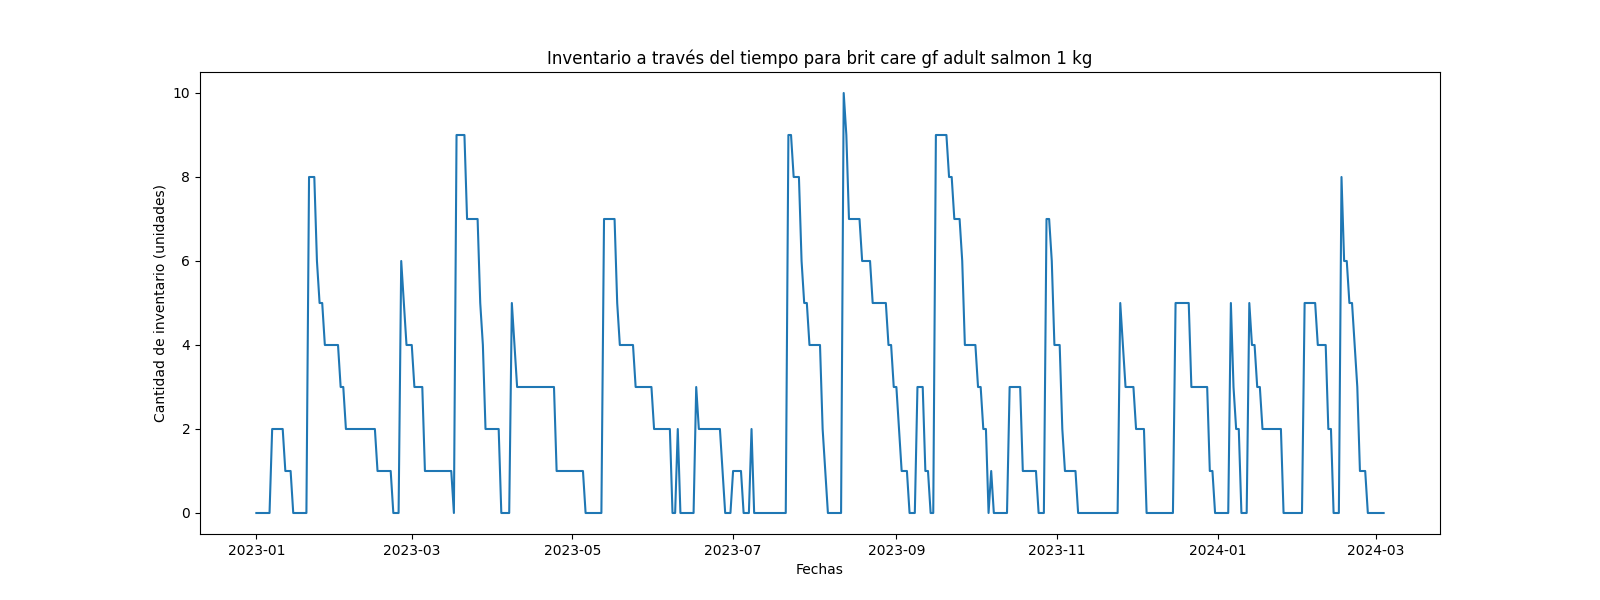 Inventario a través del tiempo para brit care gf adult salmon 1 kg
Cantidad de inventario (unidades)
10
8
6
4
2
0
2023-01 2023-03 2023-05 2023-07 2023-09 2023-11 2024-01 2024-03
Fechas